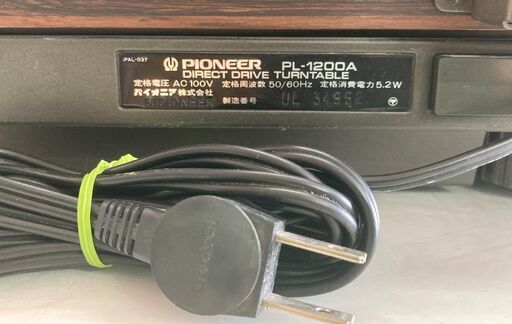 PAL-037
PIONEER PL-1200A
DIRECT DRIVE TURNTABLE
定格電圧 AC100V 定格周波数 50/60Hz 定格消費電力5.2W
パイオニア株式会社 製造番号
PIONEER